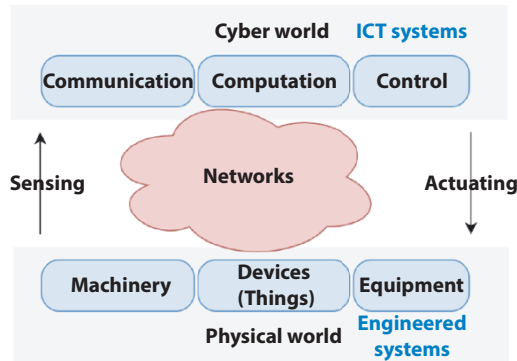 Cyber world ICT systems
Communication Computation Control
Sensing Networks Actuating
Machinery Devices (Things) Equipment
Physical world Engineered systems